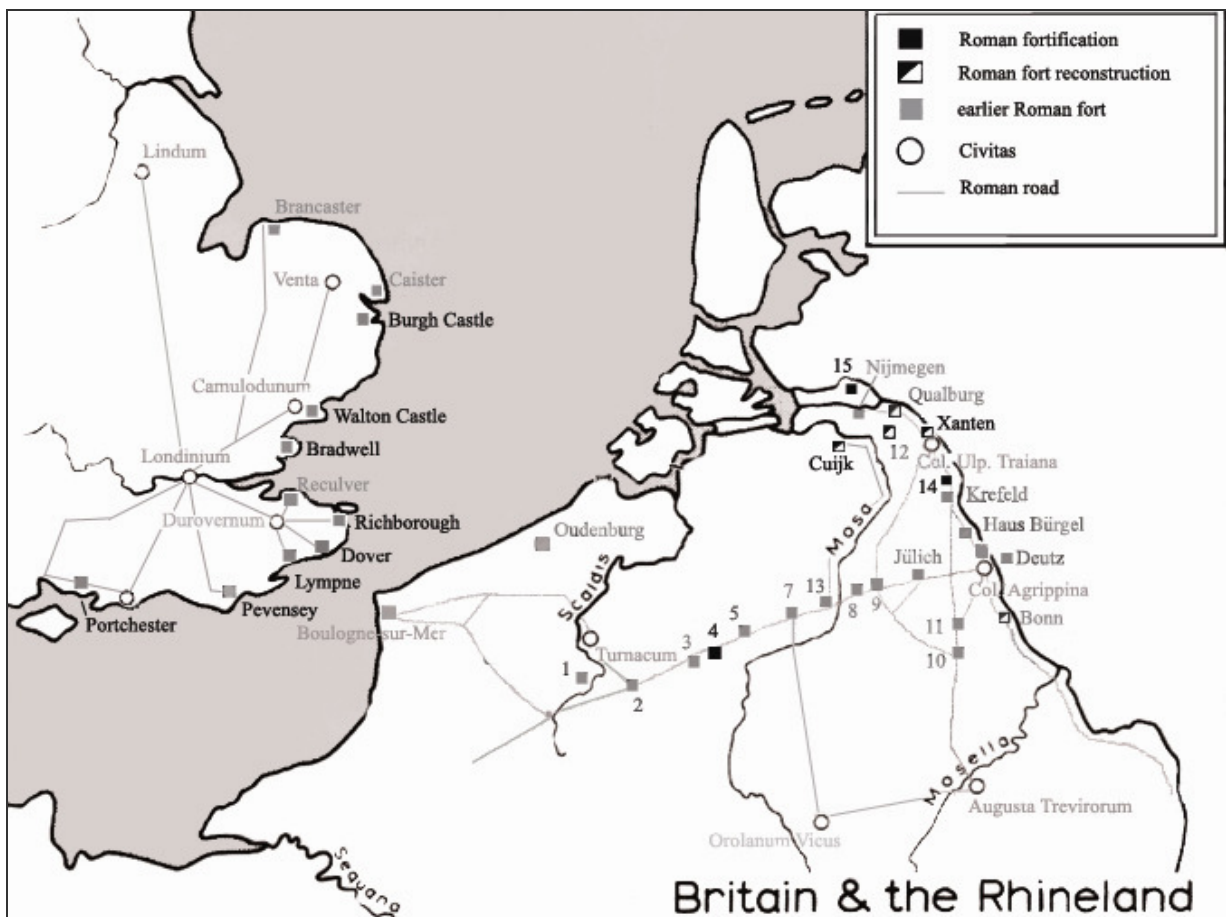 Roman fortification
Roman fort reconstruction
earlier Roman fort
Civitas
Roman road
Lindum
Brancaster
Venta
Caister
Burgh Castle
Camulodunum
Walton Castle
Bradwell
Londinium
Reculver
Durovernum
Richborough
Dover
Lympne
Pevensey
Portchester
Oudenburg
Boulogne-sur-Mer
Scaldis
Turnacum
1
2
3
4
5
7
13
8
9
Mosa
15
Nijmegen
Qualburg
Xanten
12
Cuijk
Col. Ulp. Traiana
14
Krefeld
Haus Bürgel
Jülich
Deutz
Col. Agrippina
11
Bonn
10
Mosella
Augusta Trevirorum
Orolanum Vicus
Sequana
Britain & the Rhineland